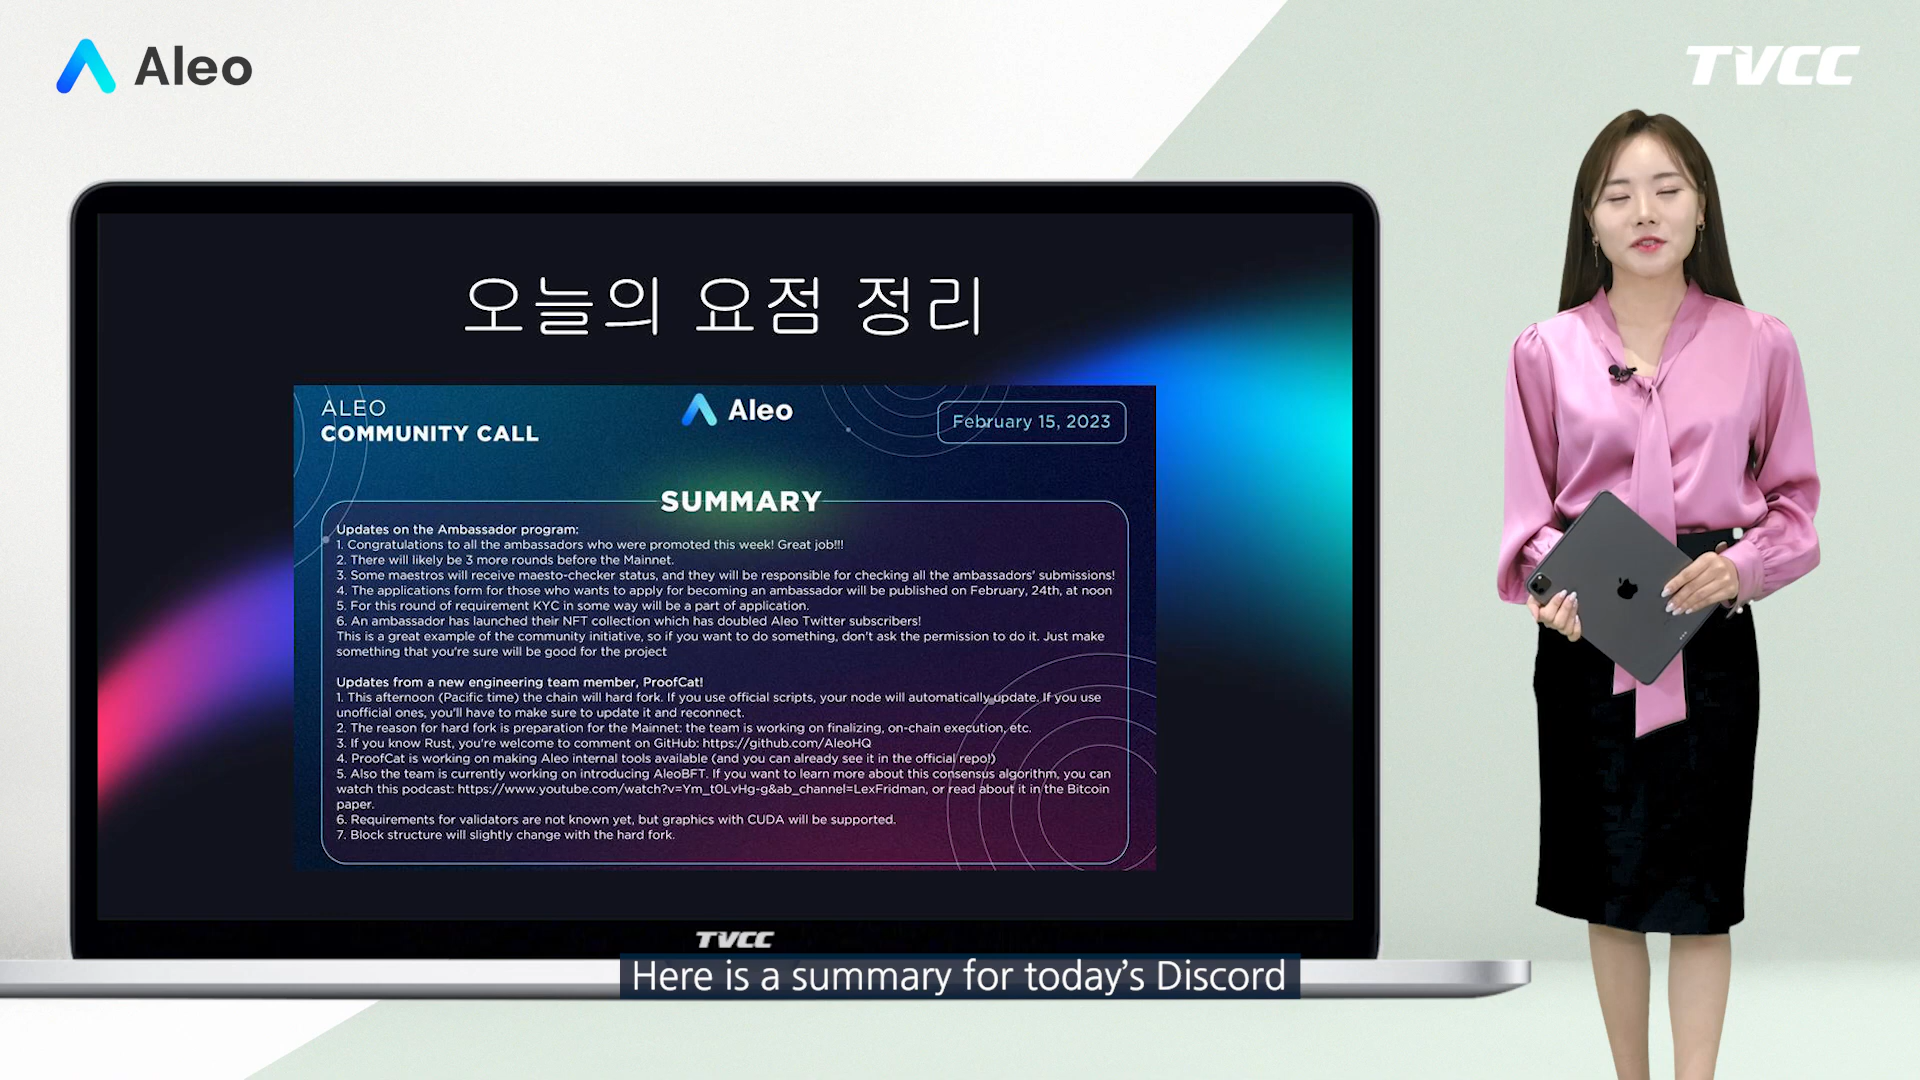 Aleo
TVCC
오늘의 요점 정리
ALEO
COMMUNITY CALL
Aleo
February 15, 2023
SUMMARY
Updates on the Ambassador program:
1. Congratulations to all the ambassadors who were promoted this week! Great job!!!
2. There will likely be 3 more rounds before the Mainnet.
3. Some maestros will receive maesto-checker status, and they will be responsible for checking all the ambassadors' submissions!
4. The applications form for those who wants to apply for becoming an ambassador will be published on February, 24th, at noon
5. For this round of requirement KYC in some way will be a part of application.
6. An ambassador has launched their NFT collection which has doubled Aleo Twitter subscribers!
This is a great example of the community initiative, so if you want to do something, don't ask the permission to do it. Just make
something that you're sure will be good for the project
Updates from a new engineering team member, ProofCat!
1. This afternoon (Pacific time) the chain will hard fork. If you use official scripts, your node will automatically update. If you use
unofficial ones, you'll have to make sure to update it and reconnect.
2. The reason for hard fork is preparation for the Mainnet: the team is working on finalizing, on-chain execution, etc.
3. If you know Rust, you're welcome to comment on GitHub: https://github.com/AleoHQ
4. ProofCat is working on making Aleo internal tools available (and you can already see it in the official repo!)
5. Also the team is currently working on introducing AleoBFT. If you want to learn more about this consensus algorithm, you can
watch this podcast: https://www.youtube.com/watch?v=Ym_t0LvHg-g&ab_channel=LexFridman, or read about it in the Bitcoin
paper.
6. Requirements for validators are not known yet, but graphics with CUDA will be supported.
7. Block structure will slightly change with the hard fork.
TVCC
Here is a summary for today's Discord